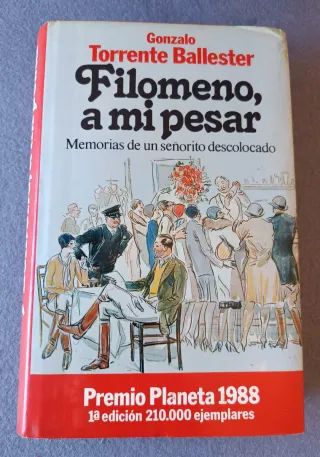 Gonzalo
Torrente Ballester
Filomeno,
a mi pesar
Memorias de un señorito descolocado
Premio Planeta 1988
1ª edición 210.000 ejemplares